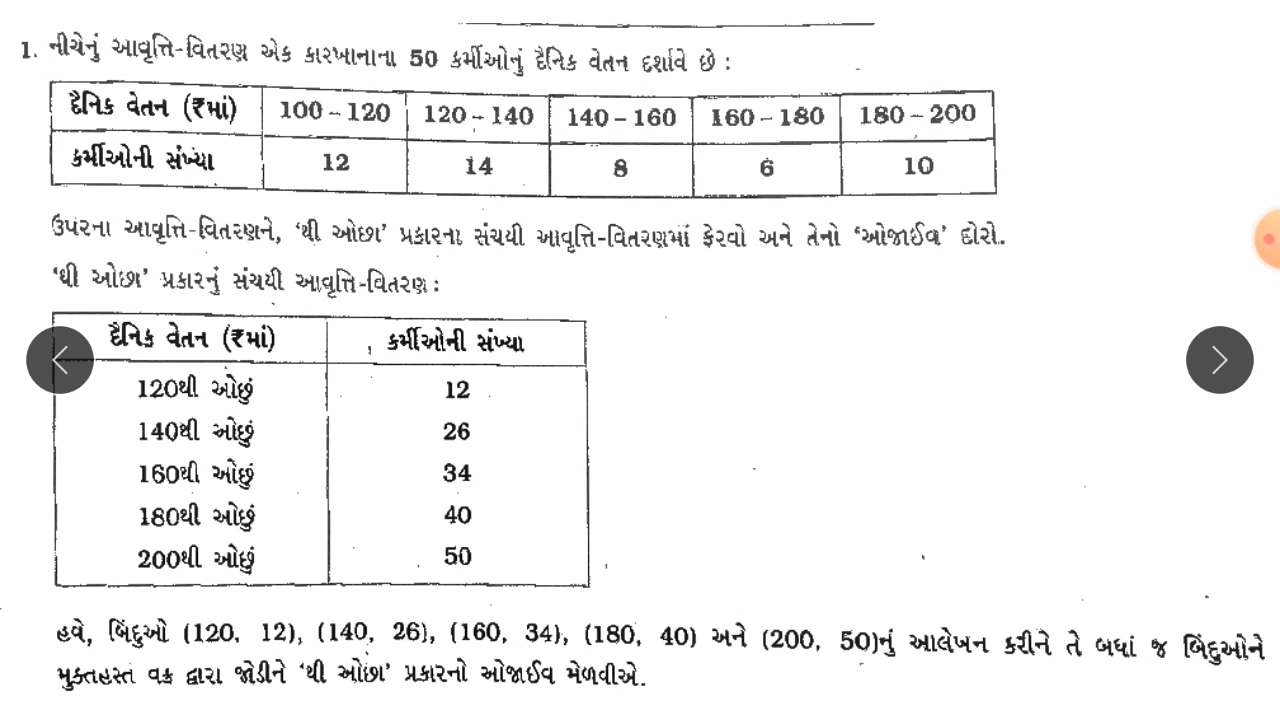 1. નીચેનું આવૃત્તિ-વિતરણ એક કારખાનાના 50 કર્મીઓનું દૈનિક વેતન દર્શાવે છે :
દૈનિક વેતન (₹માં) 100 – 120 120 – 140 140 – 160 160 – 180 180 – 200
કર્મીઓની સંખ્યા 12 14 8 6 10
ઉપરના આવૃત્તિ-વિતરણને, ‘થી ઓછા’ પ્રકારના સંચયી આવૃત્તિ-વિતરણમાં ફેરવો અને તેનો ‘ઓજાઈવ’ દોરો.
‘થી ઓછા’ પ્રકારનું સંચયી આવૃત્તિ-વિતરણ :
દૈનિક વેતન (₹માં) કર્મીઓની સંખ્યા
120થી ઓછું 12
140થી ઓછું 26
160થી ઓછું 34
180થી ઓછું 40
200થી ઓછું 50
હવે, બિંદુઓ (120, 12), (140, 26), (160, 34), (180, 40) અને (200, 50)નું આલેખન કરીને તે બધાં જ બિંદુઓને
મુક્તહસ્ત વક્ર દ્વારા જોડીને ‘થી ઓછા’ પ્રકારનો ઓજાઈવ મેળવીએ.